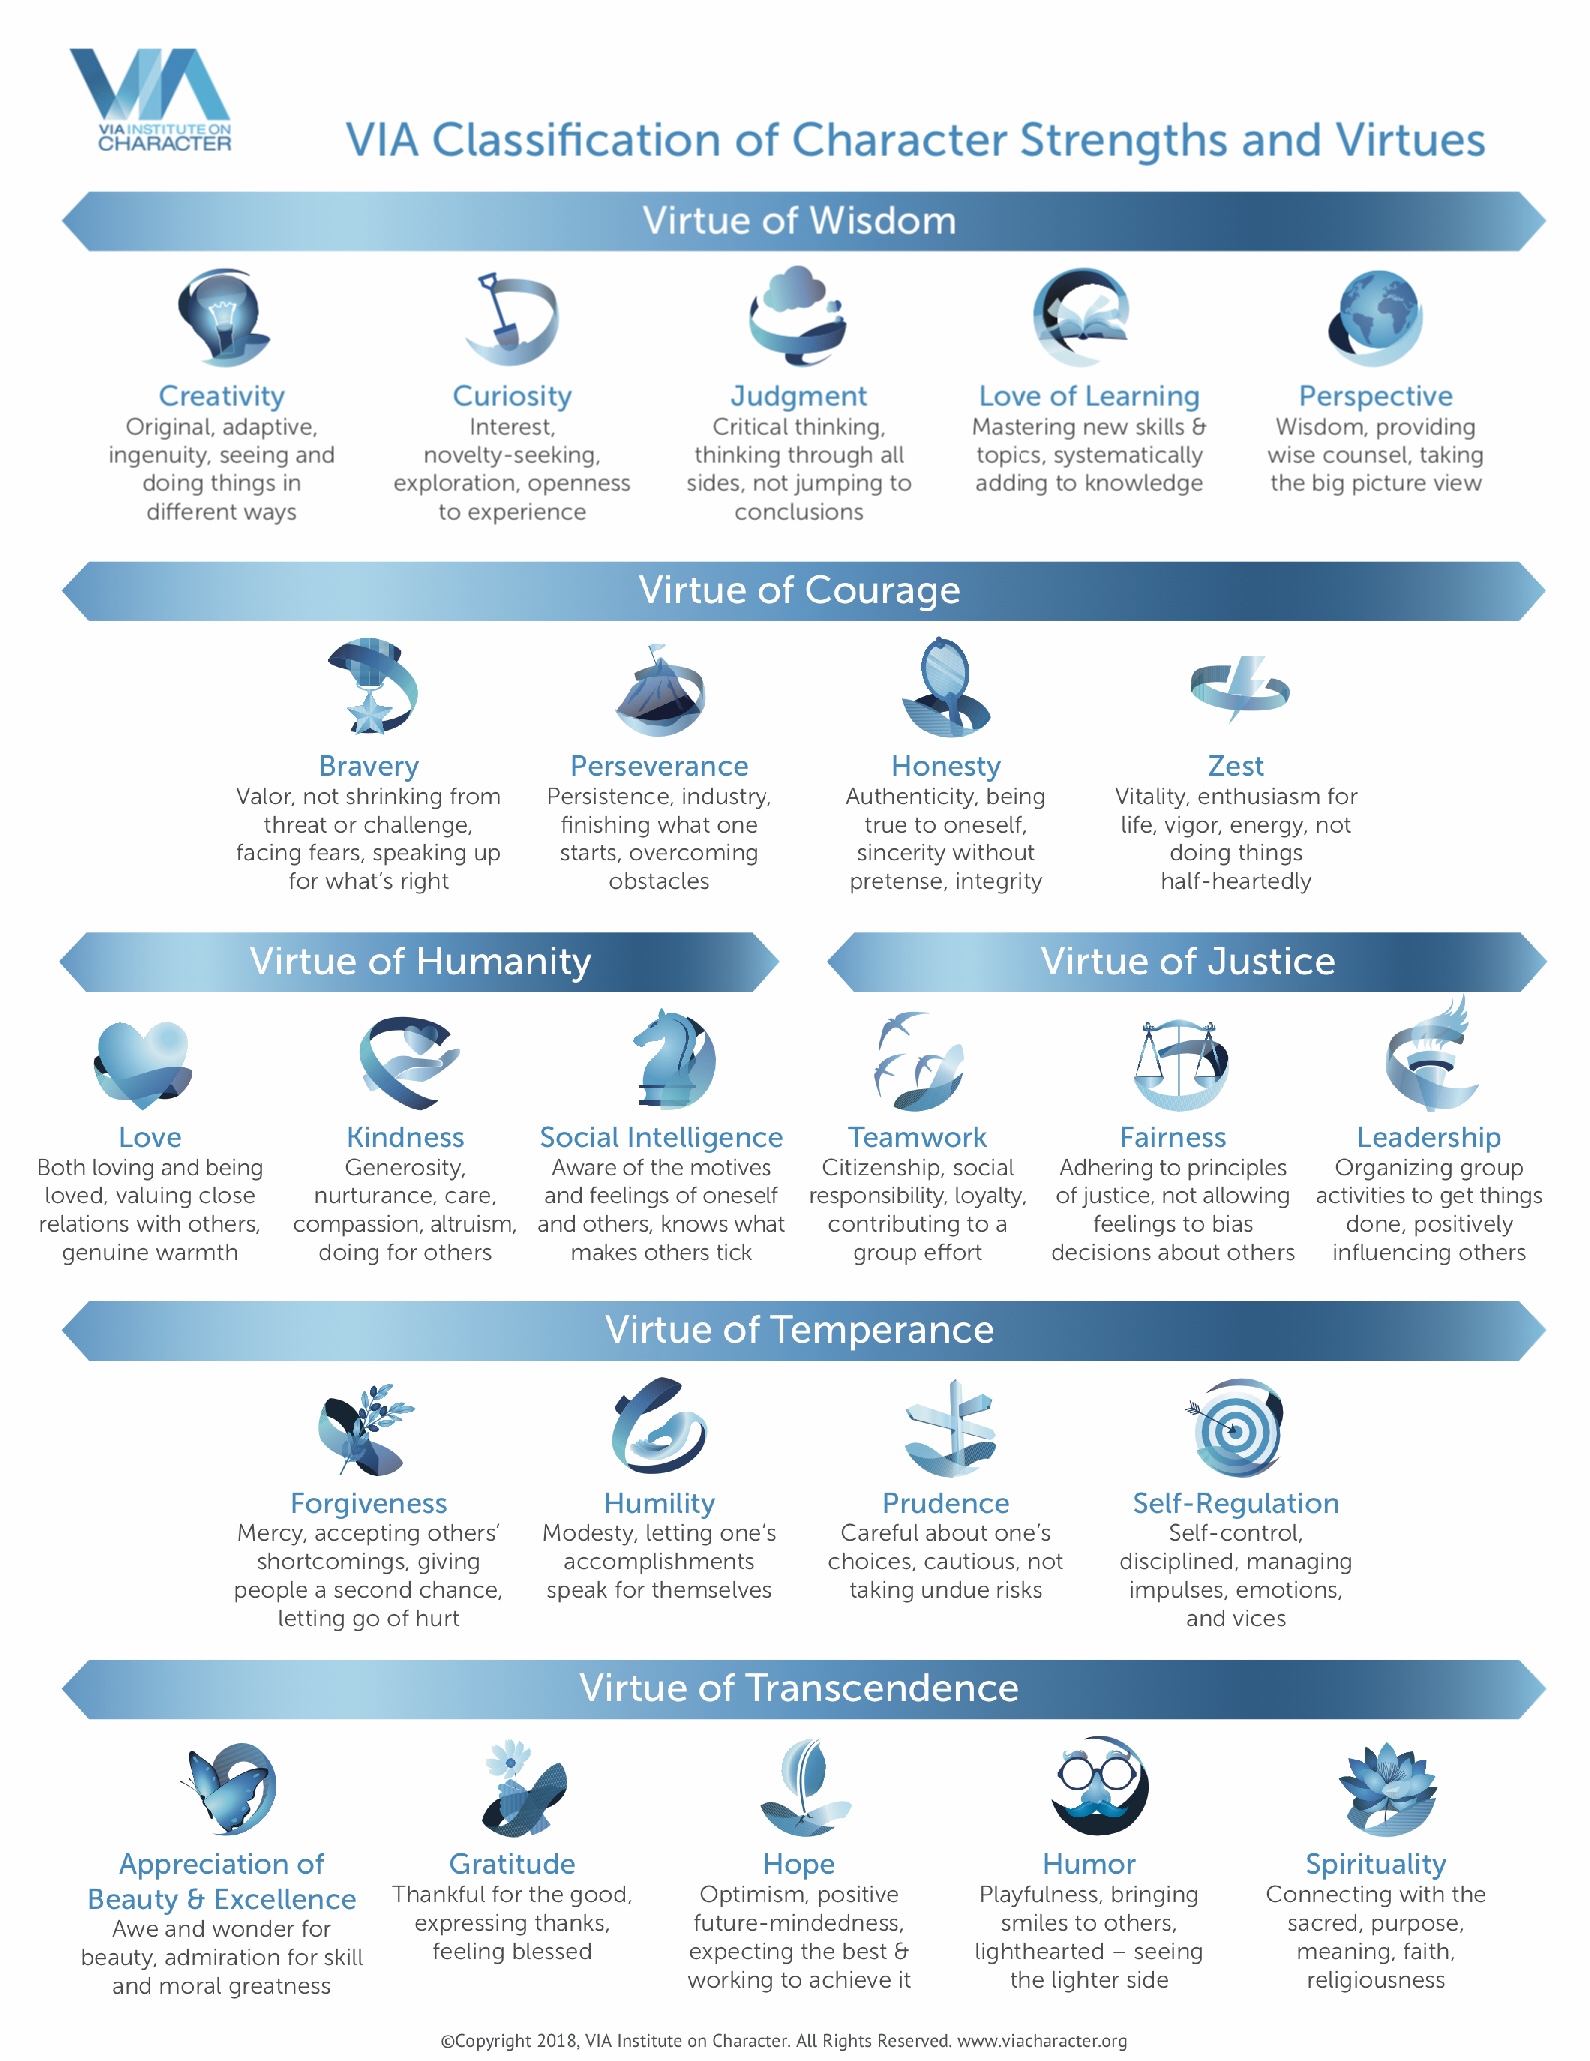 VIA INSTITUTE ON
CHARACTER
VIA Classification of Character Strengths and Virtues
Virtue of Wisdom
Creativity
Original, adaptive,
ingenuity, seeing and
doing things in
different ways
Curiosity
Interest,
novelty-seeking,
exploration, openness
to experience
Judgment
Critical thinking,
thinking through all
sides, not jumping to
conclusions
Love of Learning
Mastering new skills &
topics, systematically
adding to knowledge
Perspective
Wisdom, providing
wise counsel, taking
the big picture view
Virtue of Courage
Bravery
Valor, not shrinking from
threat or challenge,
facing fears, speaking up
for what's right
Perseverance
Persistence, industry,
finishing what one
starts, overcoming
obstacles
Honesty
Authenticity, being
true to oneself,
sincerity without
pretense, integrity
Zest
Vitality, enthusiasm for
life, vigor, energy, not
doing things
half-heartedly
Virtue of Humanity
Love
Both loving and being
loved, valuing close
relations with others,
genuine warmth
Kindness
Generosity,
nurturance, care,
compassion, altruism,
doing for others
Social Intelligence
Aware of the motives
and feelings of oneself
and others, knows what
makes others tick
Virtue of Justice
Teamwork
Citizenship, social
responsibility, loyalty,
contributing to a
group effort
Fairness
Adhering to principles
of justice, not allowing
feelings to bias
decisions about others
Leadership
Organizing group
activities to get things
done, positively
influencing others
Virtue of Temperance
Forgiveness
Mercy, accepting others'
shortcomings, giving
people a second chance,
letting go of hurt
Humility
Modesty, letting one's
accomplishments
speak for themselves
Prudence
Careful about one's
choices, cautious, not
taking undue risks
Self-Regulation
Self-control,
disciplined, managing
impulses, emotions,
and vices
Virtue of Transcendence
Appreciation of
Beauty & Excellence
Awe and wonder for
beauty, admiration for skill
and moral greatness
Gratitude
Thankful for the good,
expressing thanks,
feeling blessed
Hope
Optimism, positive
future-mindedness,
expecting the best &
working to achieve it
Humor
Playfulness, bringing
smiles to others,
lighthearted – seeing
the lighter side
Spirituality
Connecting with the
sacred, purpose,
meaning, faith,
religiousness
©Copyright 2018, VIA Institute on Character. All Rights Reserved. www.viacharacter.org